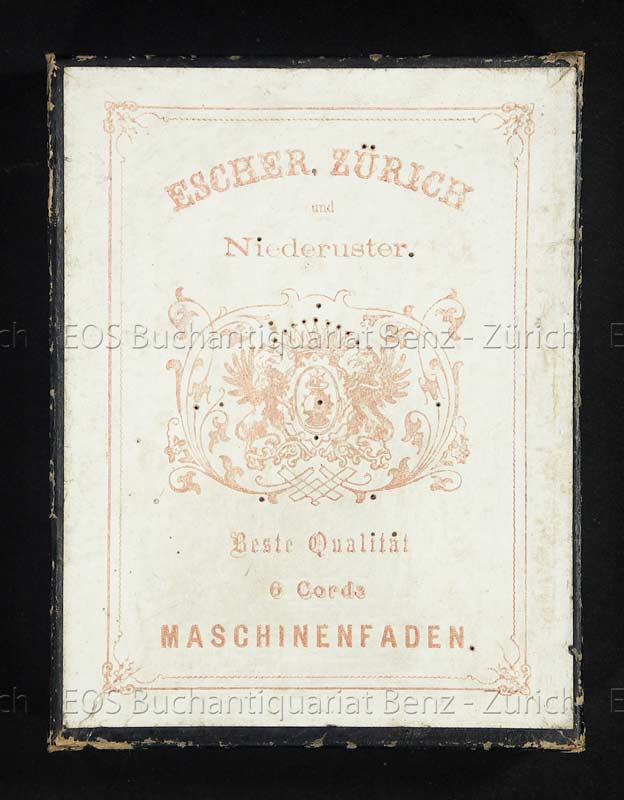 ESCHER, ZÜRICH
und
Niederuster.
EOS Buchantiquariat Benz - Zürich
Beste Qualität
6 Cords
MASCHINENFADEN.
EOS Buchantiquariat Benz - Zürich